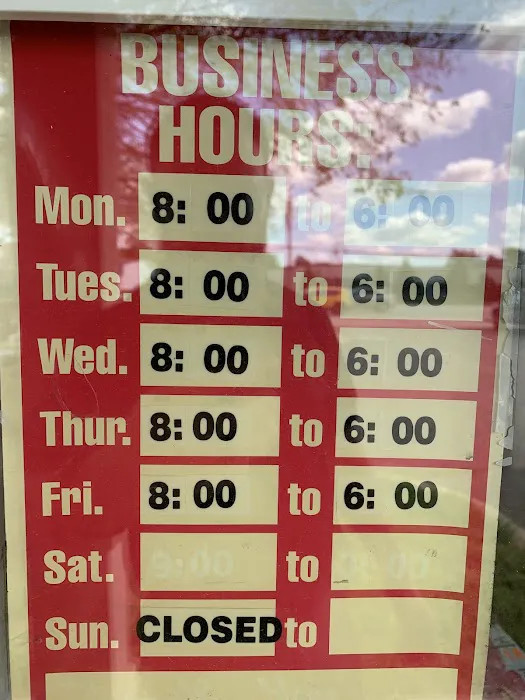 BUSINESS
HOURS:
Mon. 8: 00 to 6: 00
Tues. 8: 00 to 6: 00
Wed. 8: 00 to 6: 00
Thur. 8: 00 to 6: 00
Fri. 8: 00 to 6: 00
Sat. to
Sun. CLOSED to